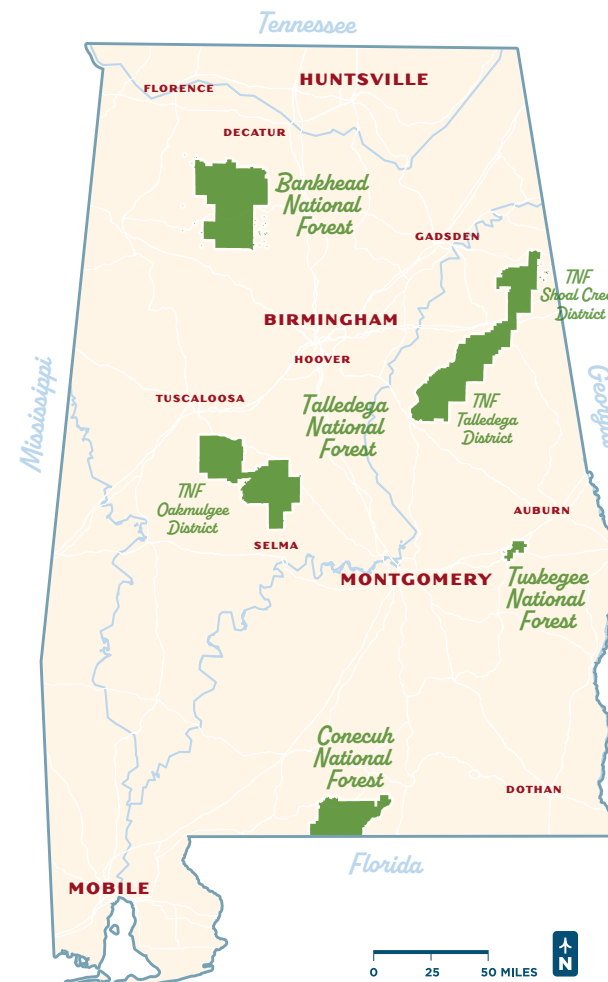 Tennessee
HUNTSVILLE
FLORENCE
DECATUR
Bankhead
National
Forest
GADSDEN
TNF
Shoal Cree
District
BIRMINGHAM
HOOVER
Mississippi
Georgia
TUSCALOOSA
Talledega
National
Forest
TNF
Talledega
District
TNF
Oakmulgee
District
AUBURN
SELMA
MONTGOMERY
Tuskegee
National
Forest
Conecuh
National
Forest
DOTHAN
Florida
MOBILE
0 25 50 MILES
N